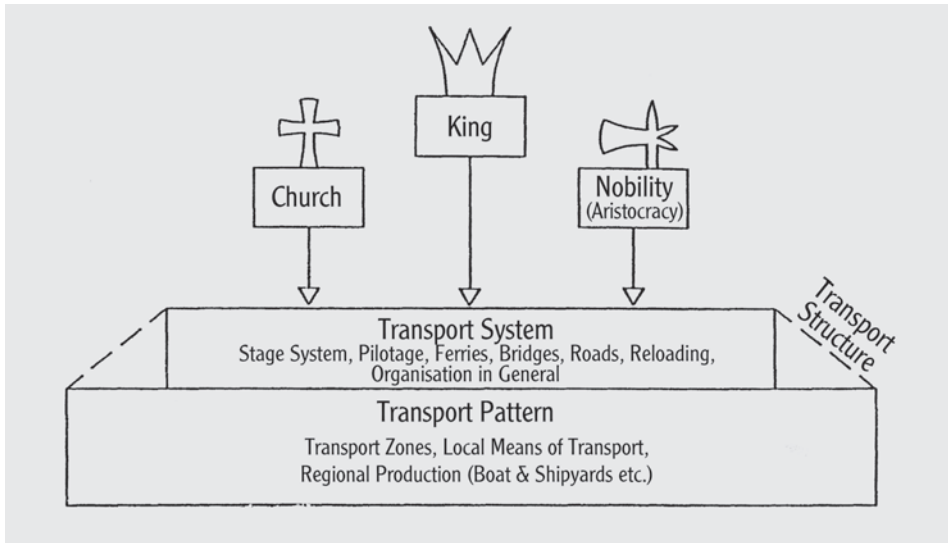 King
Church
Nobility
(Aristocracy)
Transport
Structure
Transport System
Stage System, Pilotage, Ferries, Bridges, Roads, Reloading,
Organisation in General
Transport Pattern
Transport Zones, Local Means of Transport,
Regional Production (Boat & Shipyards etc.)